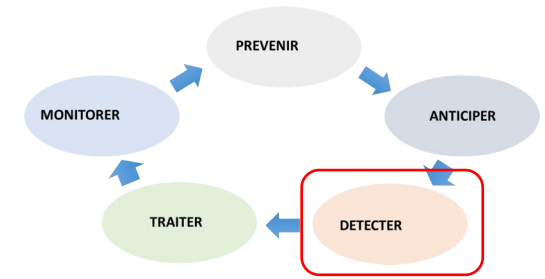 PREVENIR
MONITORER
ANTICIPER
TRAITER
DETECTER